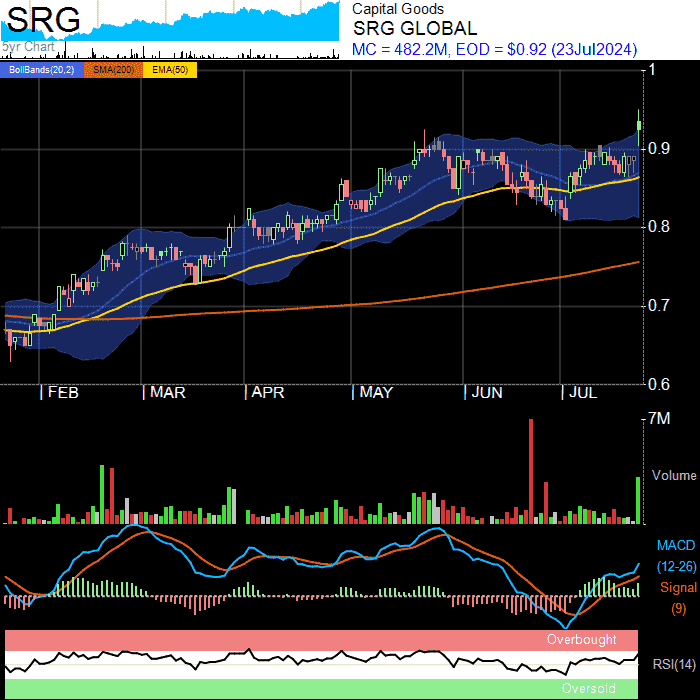 SRG
5yr Chart
Capital Goods
SRG GLOBAL
MC = 482.2M, EOD = $0.92 (23Jul2024)
BollBands(20,2) SMA(200) EMA(50)
1
0.9
0.8
0.7
0.6
FEB MAR APR MAY JUN JUL
7M
Volume
MACD
(12-26)
Signal
(9)
Overbought
RSI(14)
Oversold